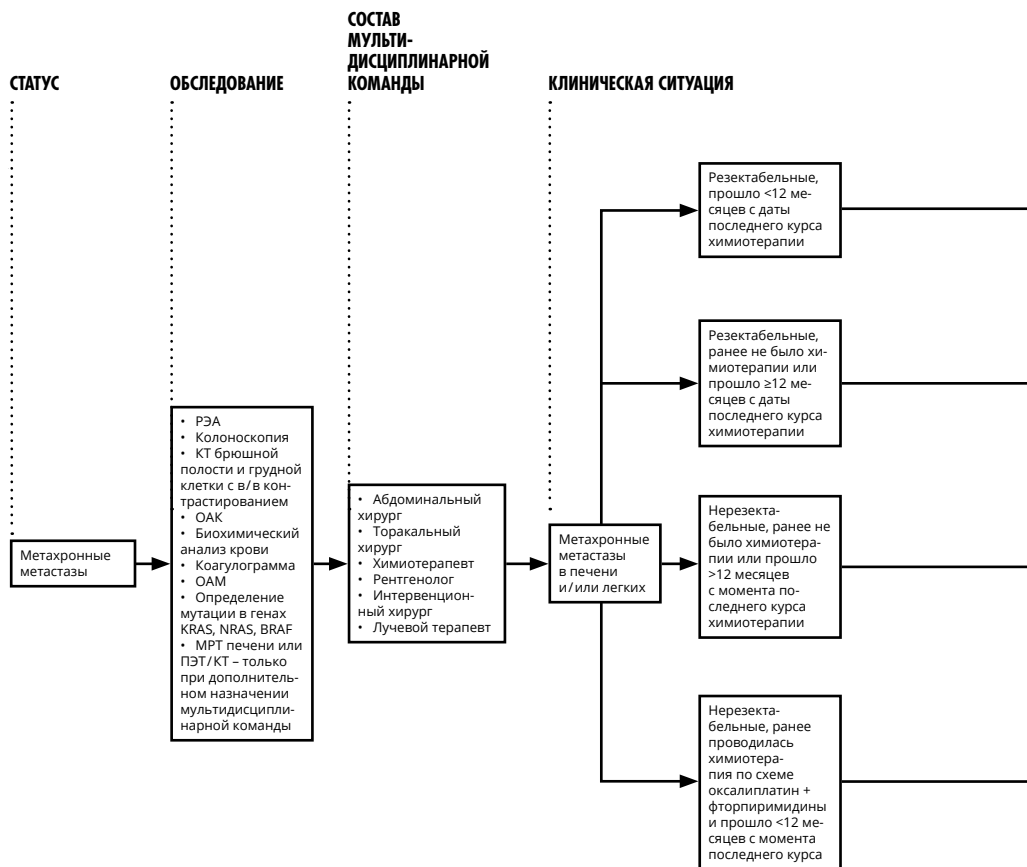 СТАТУС
ОБСЛЕДОВАНИЕ
СОСТАВ
МУЛЬТИ-
ДИСЦИПЛИНАРНОЙ
КОМАНДЫ
КЛИНИЧЕСКАЯ СИТУАЦИЯ
Метахронные
метастазы
• РЭА
• Колоноскопия
• КТ брюшной
полости и грудной
клетки с в/в кон-
трастированием
• ОАК
• Биохимический
анализ крови
• Коагулограмма
• ОАМ
• Определение
мутации в генах
KRAS, NRAS, BRAF
• МРТ печени или
ПЭТ/КТ – только
при дополнитель-
ном назначении
мультидисципли-
нарной команды
• Абдоминальный
хирург
• Торакальный
хирург
• Химиотерапевт
• Рентгенолог
• Интервенцион-
ный хирург
• Лучевой терапевт
Метахронные
метастазы
в печени
и/или легких
Резектабельные,
прошло <12 ме-
сяцев с даты
последнего курса
химиотерапии
Резектабельные,
ранее не было хи-
миотерапии или
прошло ≥12 ме-
сяцев с даты
последнего курса
химиотерапии
Нерезекта-
бельные, ранее не
было химиотера-
пии или прошло
>12 месяцев
с момента по-
следнего курса
химиотерапии
Нерезекта-
бельные, ранее
проводилась
химиотера-
пия по схеме
оксалиплатин +
фторпиримидины
и прошло <12 ме-
сяцев с момента
последнего курса